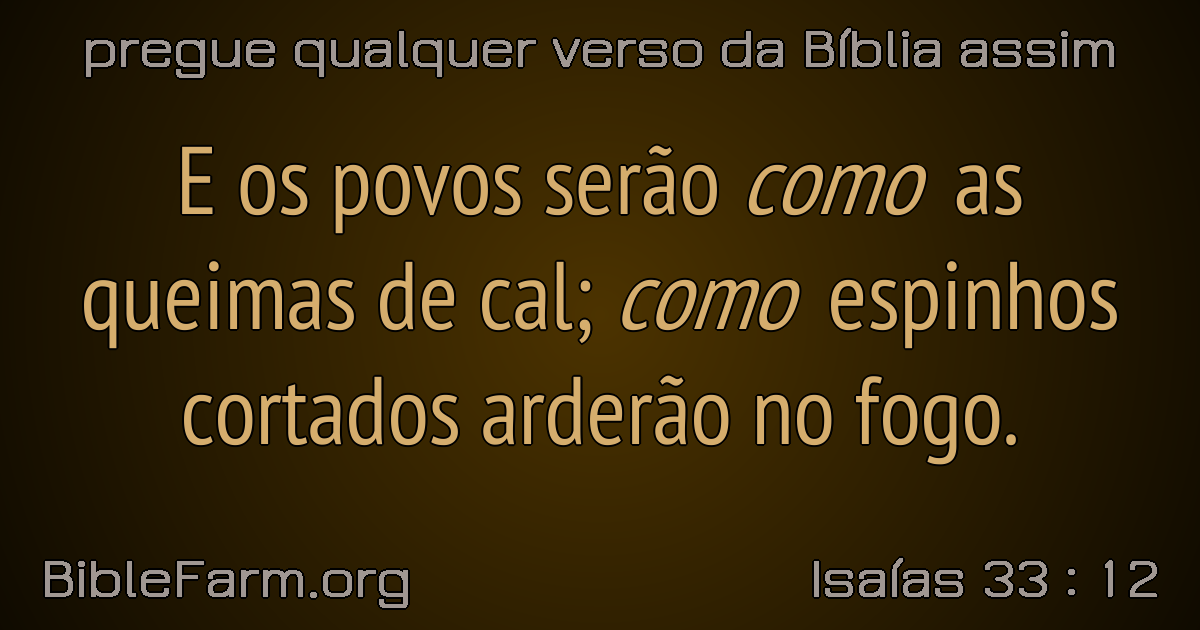 pregue qualquer verso da Bíblia assim
E os povos serão como as
queimas de cal; como espinhos
cortados arderão no fogo.
BibleFarm.org
Isaías 33 : 12